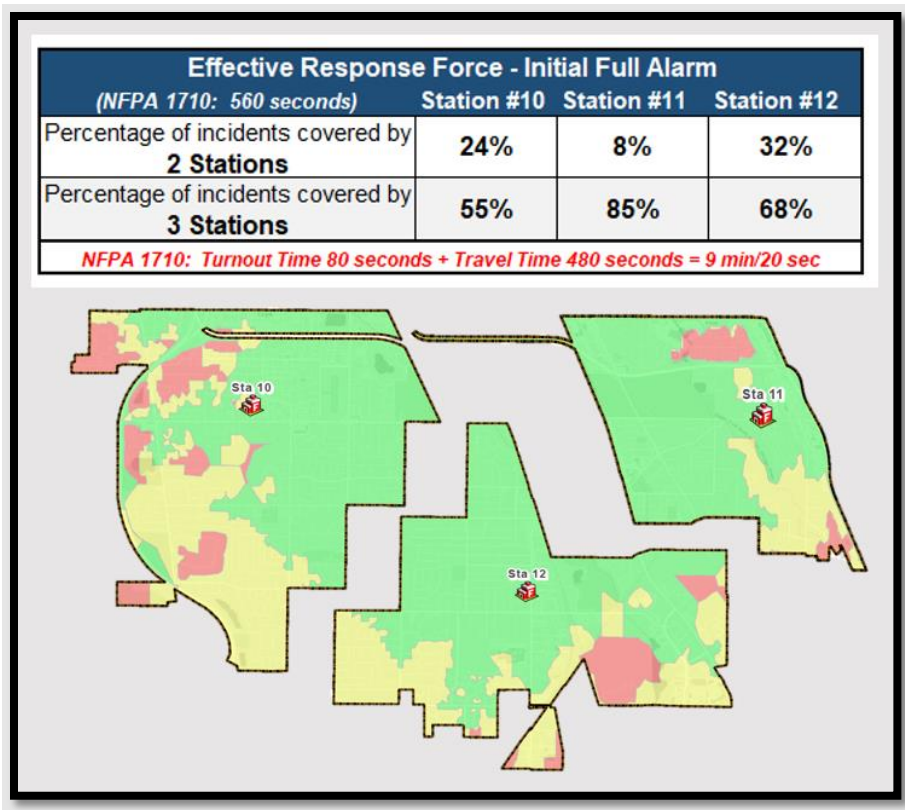 Effective Response Force - Initial Full Alarm
(NFPA 1710: 560 seconds) Station #10 Station #11 Station #12
Percentage of incidents covered by
2 Stations
24% 8% 32%
Percentage of incidents covered by
3 Stations
55% 85% 68%
NFPA 1710: Turnout Time 80 seconds + Travel Time 480 seconds = 9 min/20 sec
Sta 10
Sta 11
Sta 12